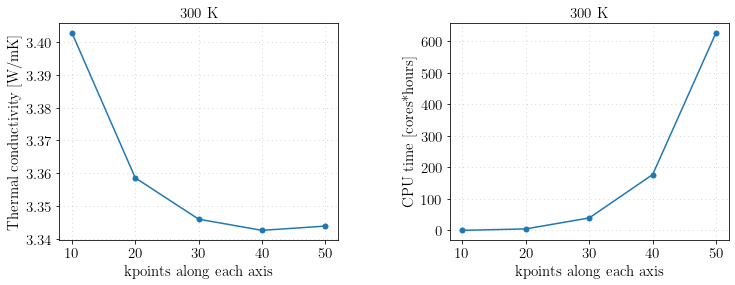 300 K
Thermal conductivity [W/mK]
3.40
3.39
3.38
3.37
3.36
3.35
3.34
10 20 30 40 50
kpoints along each axis
300 K
CPU time [cores*hours]
600
500
400
300
200
100
0
10 20 30 40 50
kpoints along each axis